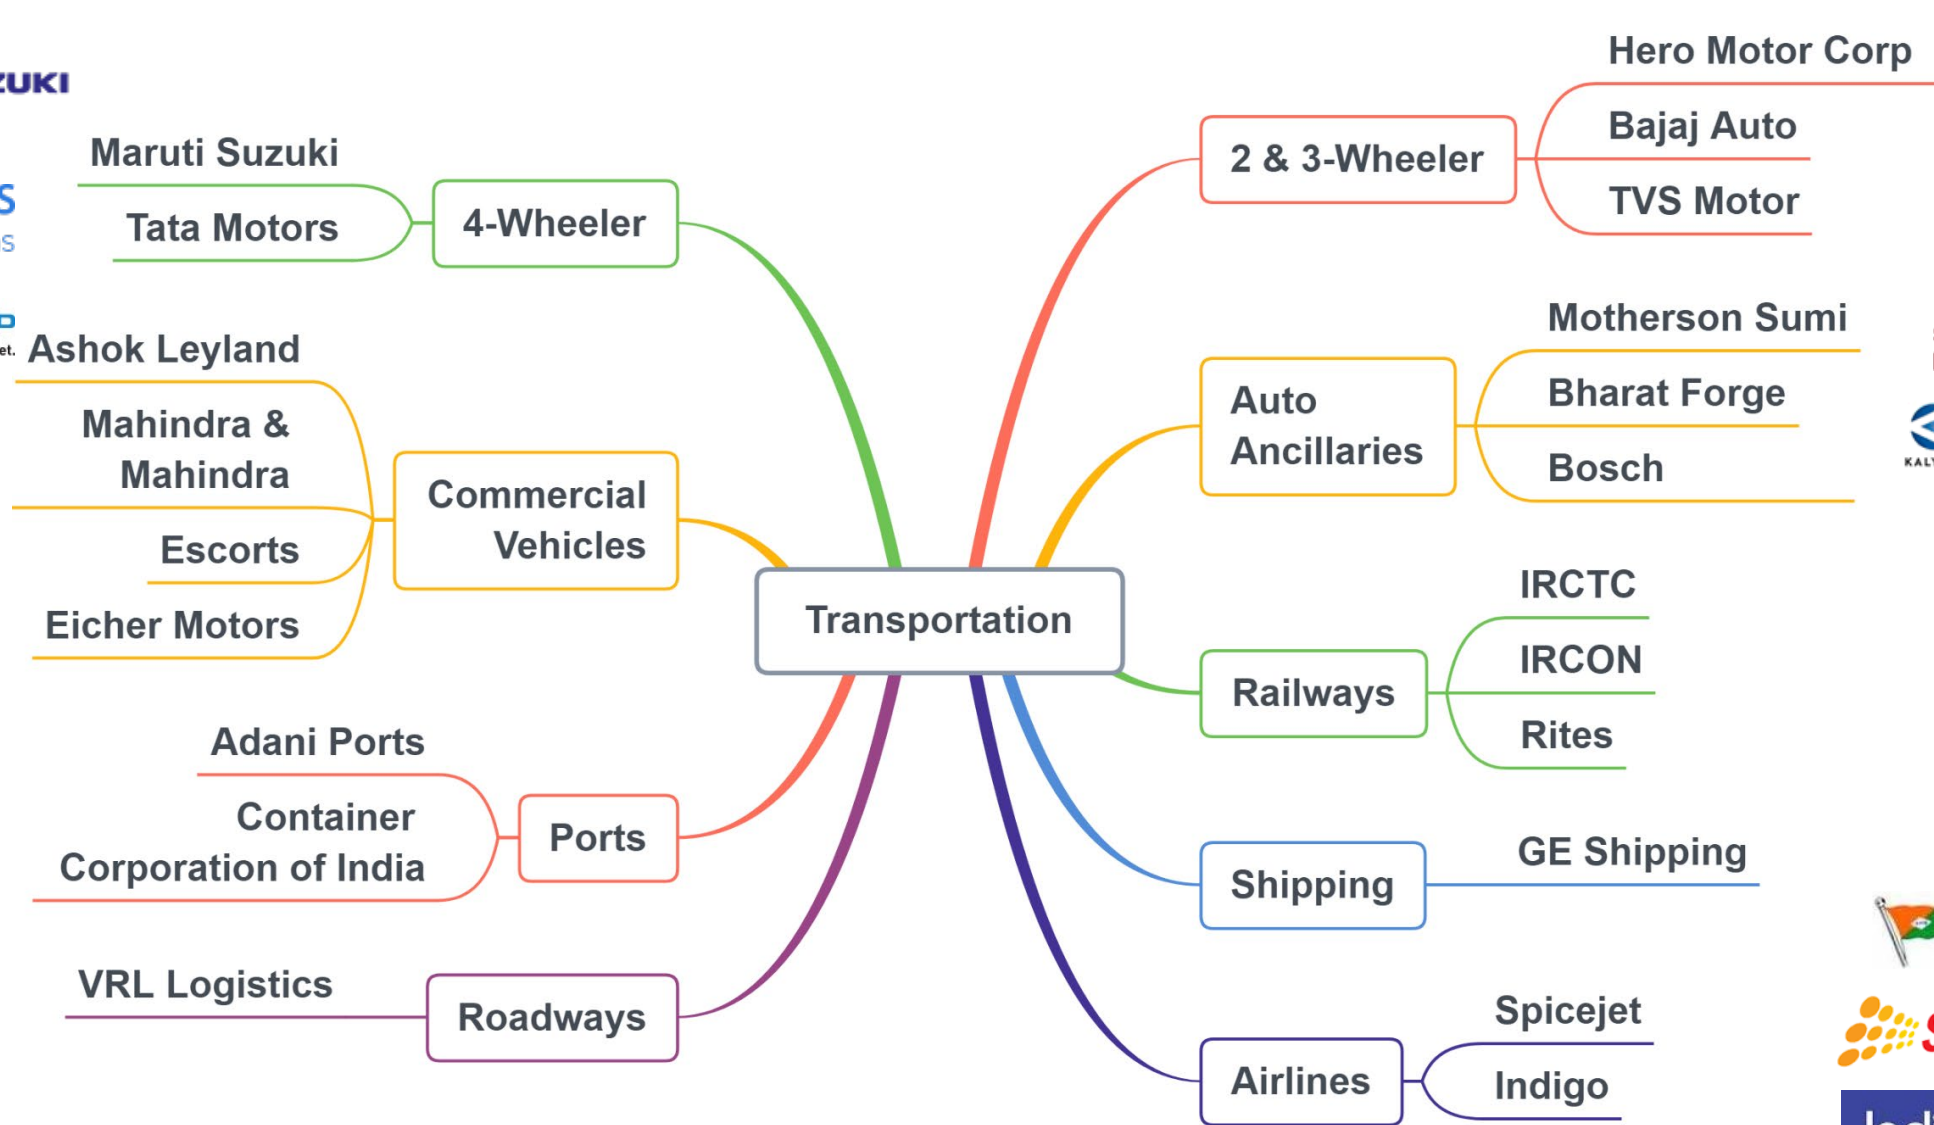 ZUKI
Maruti Suzuki
Tata Motors
4-Wheeler
Ashok Leyland
Mahindra &
Mahindra
Escorts
Eicher Motors
Commercial
Vehicles
Adani Ports
Container
Corporation of India
Ports
VRL Logistics
Roadways
Transportation
2 & 3-Wheeler
Hero Motor Corp
Bajaj Auto
TVS Motor
Auto
Ancillaries
Motherson Sumi
Bharat Forge
Bosch
KALY
Railways
IRCTC
IRCON
Rites
Shipping
GE Shipping
Airlines
Spicejet
Indigo